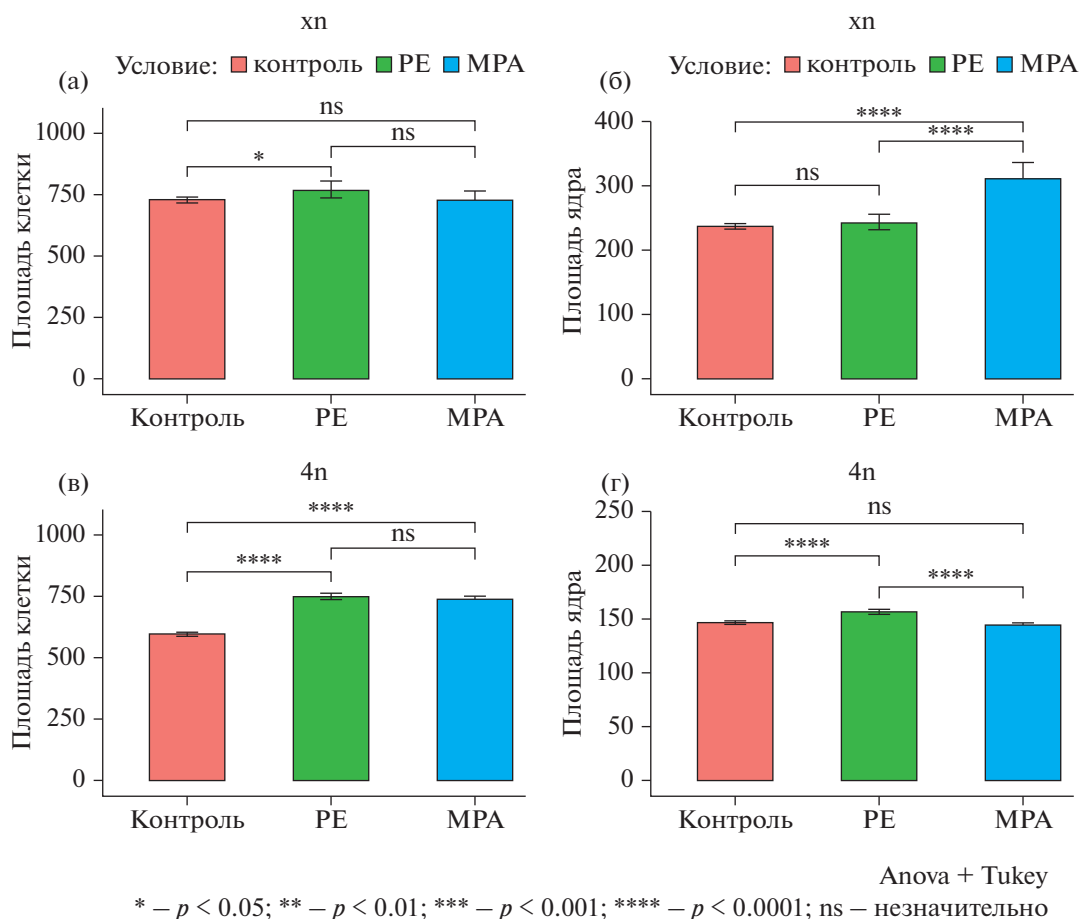 xn
Условие: контроль PE MPA
(а)
Площадь клетки
1000
750
500
250
0
ns
ns
*
Контроль PE MPA
xn
Условие: контроль PE MPA
(б)
Площадь ядра
400
300
200
100
0
****
****
ns
Контроль PE MPA
4n
(в)
Площадь клетки
1000
750
500
250
0
****
ns
****
Контроль PE MPA
4n
(г)
Площадь ядра
250
200
150
100
50
0
ns
****
****
Контроль PE MPA
Anova + Tukey
* – p < 0.05; ** – p < 0.01; *** – p < 0.001; **** – p < 0.0001; ns – незначительно